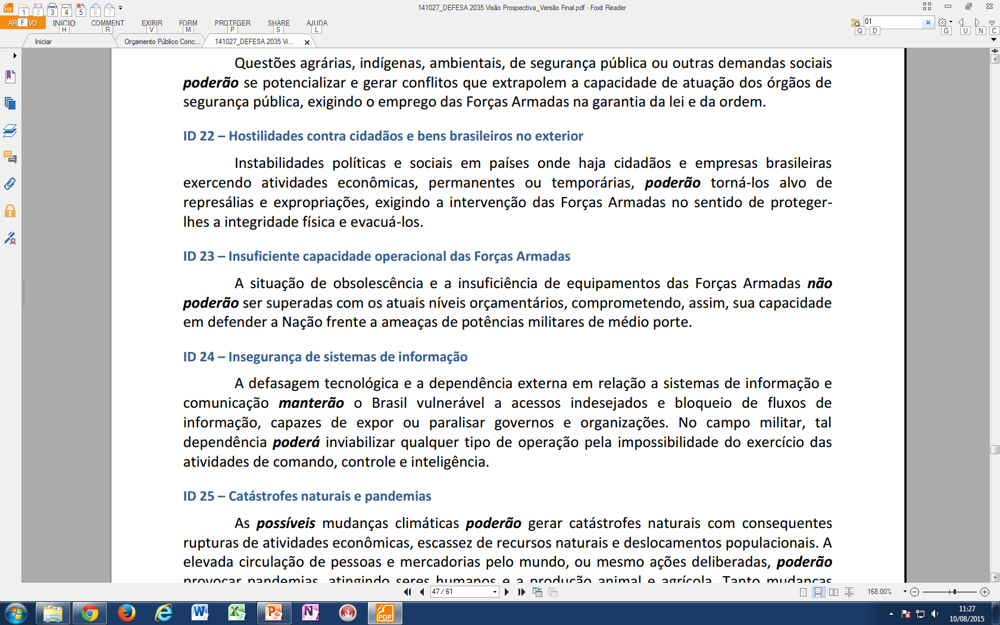 141027_DEFESA 2035 Visão Prospectiva_Versão Final.pdf - Foxit Reader
1 2 3 4 5 6 7
ARQUIVO INÍCIO COMMENT EXIBIR FORM PROTEGER SHARE AJUDA 01
F H R V M P S L Q D G U N C
Iniciar Orçamento Público Conc... 141027_DEFESA 2035 Vi... x
Questões agrárias, indígenas, ambientais, de segurança pública ou outras demandas sociais
poderão se potencializar e gerar conflitos que extrapolem a capacidade de atuação dos órgãos de
segurança pública, exigindo o emprego das Forças Armadas na garantia da lei e da ordem.
ID 22 – Hostilidades contra cidadãos e bens brasileiros no exterior
Instabilidades políticas e sociais em países onde haja cidadãos e empresas brasileiras
exercendo atividades econômicas, permanentes ou temporárias, poderão torná-los alvo de
represálias e expropriações, exigindo a intervenção das Forças Armadas no sentido de proteger-
lhes a integridade física e evacuá-los.
ID 23 – Insuficiente capacidade operacional das Forças Armadas
A situação de obsolescência e a insuficiência de equipamentos das Forças Armadas não
poderão ser superadas com os atuais níveis orçamentários, comprometendo, assim, sua capacidade
em defender a Nação frente a ameaças de potências militares de médio porte.
ID 24 – Insegurança de sistemas de informação
A defasagem tecnológica e a dependência externa em relação a sistemas de informação e
comunicação manterão o Brasil vulnerável a acessos indesejados e bloqueio de fluxos de
informação, capazes de expor ou paralisar governos e organizações. No campo militar, tal
dependência poderá inviabilizar qualquer tipo de operação pela impossibilidade do exercício das
atividades de comando, controle e inteligência.
ID 25 – Catástrofes naturais e pandemias
As possíveis mudanças climáticas poderão gerar catástrofes naturais com consequentes
rupturas de atividades econômicas, escassez de recursos naturais e deslocamentos populacionais. A
elevada circulação de pessoas e mercadorias pelo mundo, ou mesmo ações deliberadas, poderão
provocar pandemias, atingindo seres humanos e a produção animal e agrícola. Tanto mudanças
47 / 61 168.00%
11:27
10/08/2015